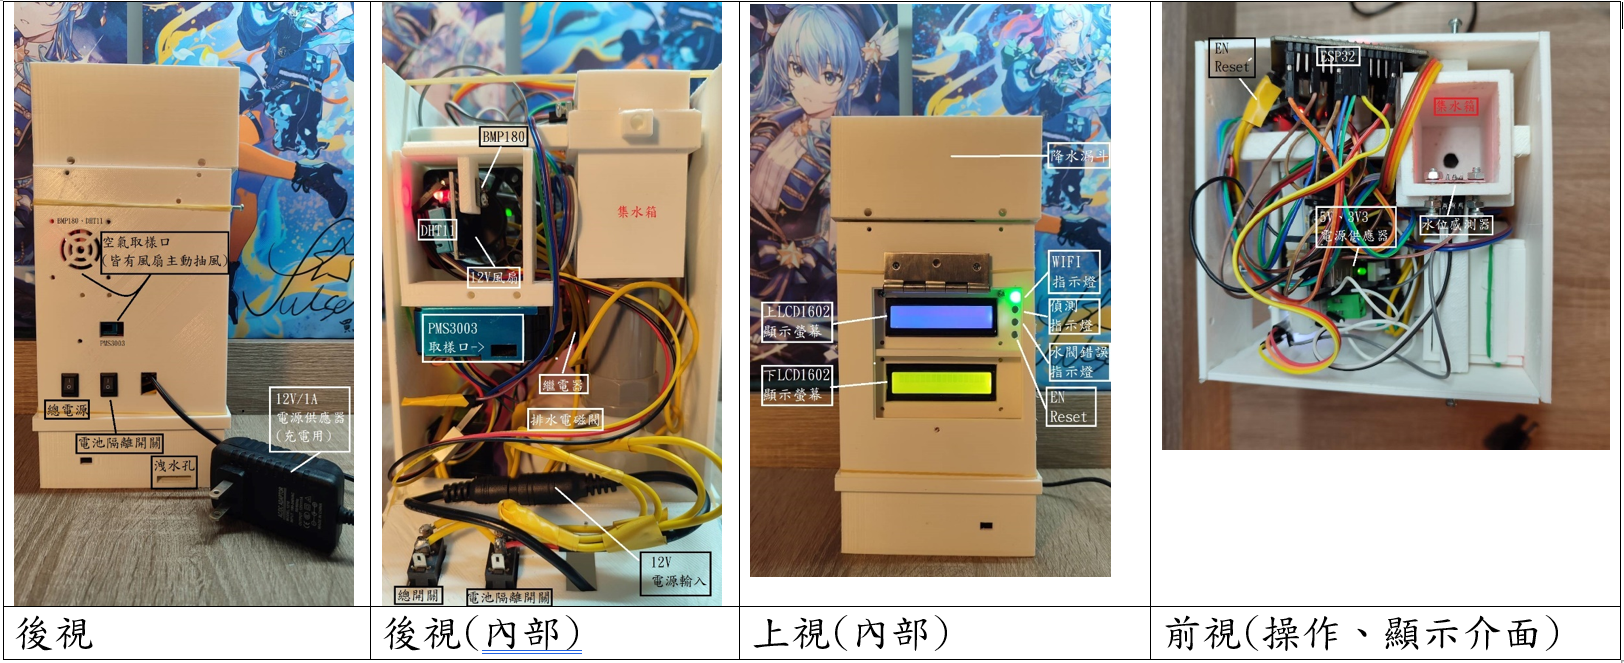 BMP180、DHT11
空氣取樣口
(皆有風扇主動抽風)
PMS3003
總電源
電池隔離開關
12V/1A
電源供應器
(充電用)
洩水孔
BMP180
集水箱
DHT11
12V風扇
PMS3003
取樣口->
繼電器
排水電磁閥
12V
電源輸入
總開關
電池隔離開關
降水漏斗
WIFI
指示燈
上LCD1602
顯示螢幕
偵測
指示燈
水閥錯誤
指示燈
下LCD1602
顯示螢幕
EN
Reset
EN
Reset
ESP32
集水箱
5V、3V3
電源供應器
水位感測器
後視
後視(內部)
上視(內部)
前視(操作、顯示介面)